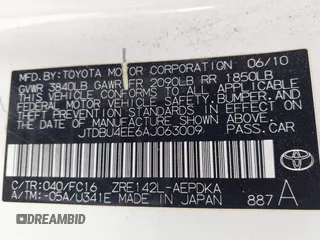 MFD. BY: TOYOTA MOTOR CORPORATION 06/10
GVWR 3840LB GAWR FR 2090LB RR 1850LB
THIS VEHICLE CONFORMS TO ALL APPLICABLE
FEDERAL MOTOR VEHICLE SAFETY, BUMPER, AND
THEFT PREVENTION STANDARDS IN EFFECT ON
THE DATE OF MANUFACTURE SHOWN ABOVE.
JTDBU4EE6AJ063009
PASSENGER CAR
TOYOTA
C/TR: 040/FC16 ZRE142L-AEPDKA
A/TM: -05A/U341E MADE IN JAPAN 887 A
DREAMBID